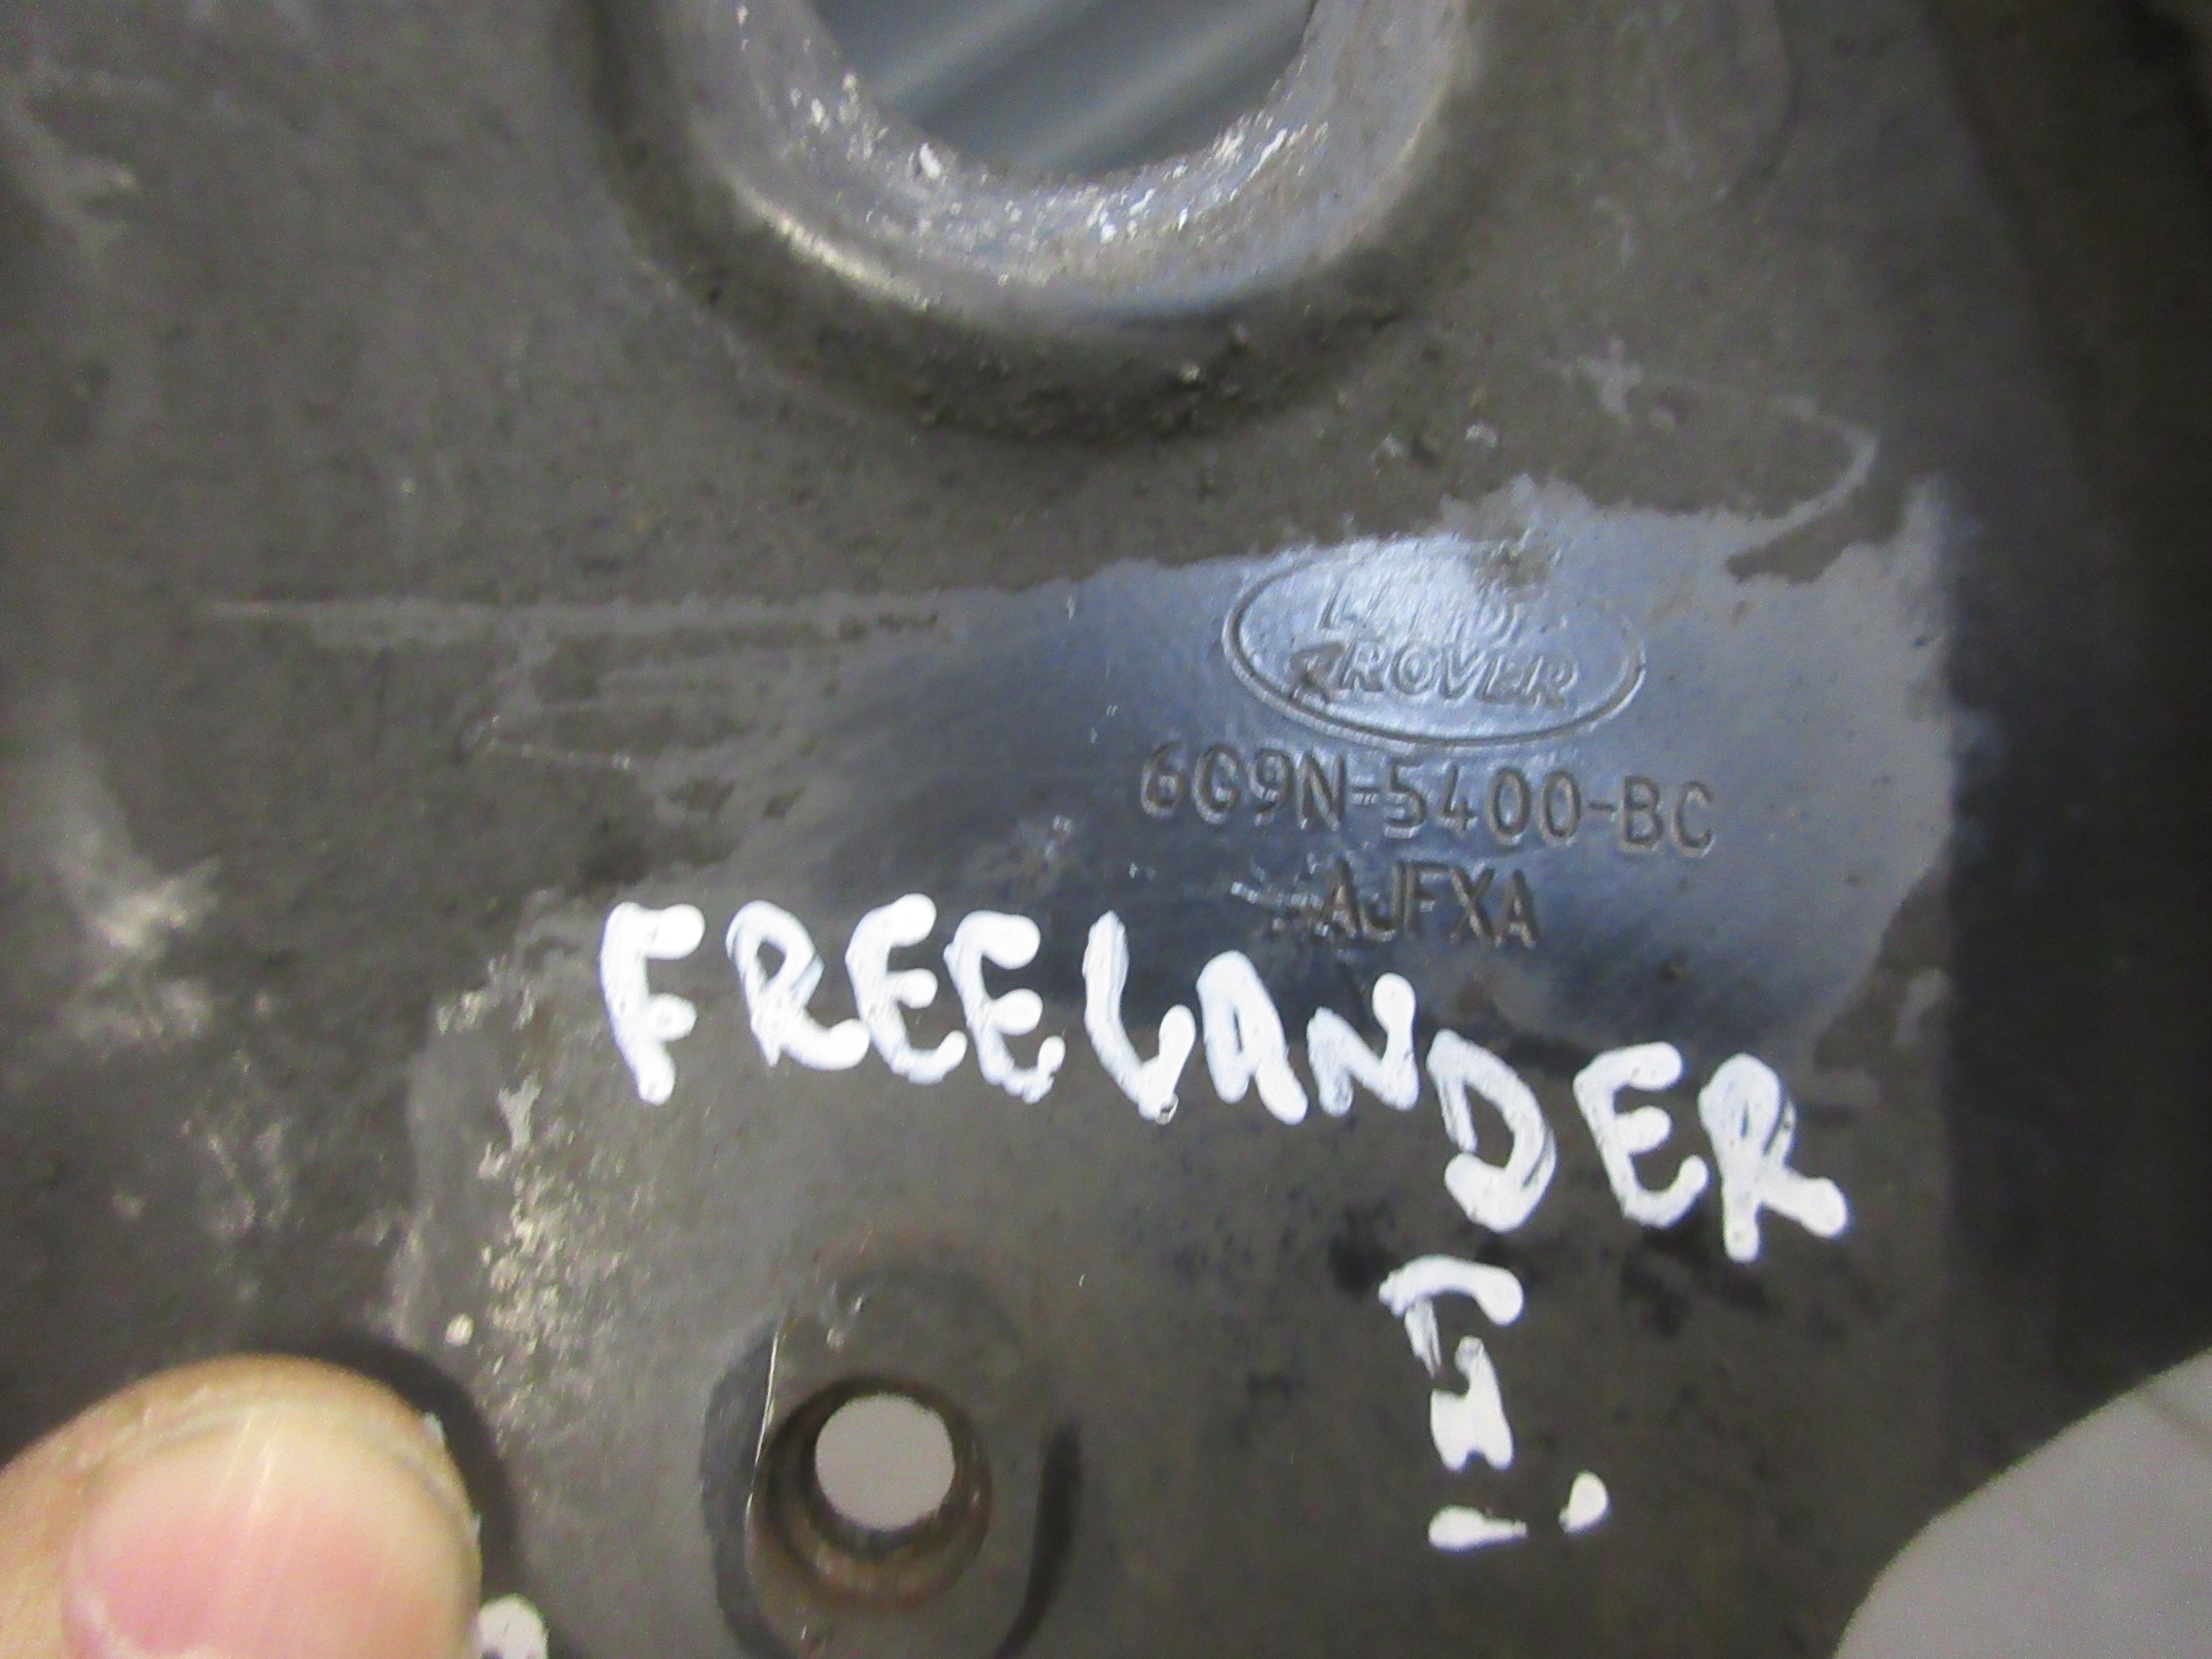 LAND
ROVER
6G9N-5400-BC
AJFXA
FREELANDER